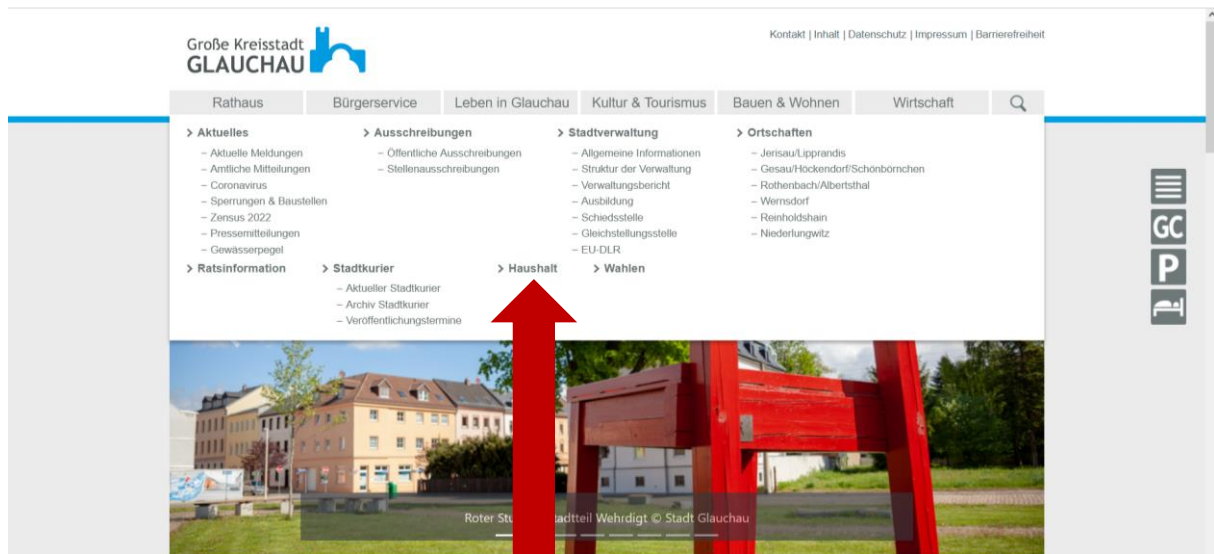 Große Kreisstadt
GLAUCHAU
Kontakt | Inhalt | Datenschutz | Impressum | Barrierefreiheit
Rathaus Bürgerservice Leben in Glauchau Kultur & Tourismus Bauen & Wohnen Wirtschaft
> Aktuelles
– Aktuelle Meldungen
– Amtliche Mitteilungen
– Coronavirus
– Sperrungen & Baustellen
– Zensus 2022
– Pressemitteilungen
– Gewässerpegel
> Ausschreibungen
– Öffentliche Ausschreibungen
– Stellenausschreibungen
> Stadtverwaltung
– Allgemeine Informationen
– Struktur der Verwaltung
– Verwaltungsbericht
– Ausbildung
– Schiedsstelle
– Gleichstellungsstelle
– EU-DLR
> Ortschaften
– Jerisau/Lipprandis
– Gesau/Höckendorf/Schönbörnchen
– Rothenbach/Albertsthal
– Wernsdorf
– Reinholdshain
– Niederlungwitz
> Ratsinformation
> Stadtkurier
– Aktueller Stadtkurier
– Archiv Stadtkurier
– Veröffentlichungstermine
> Haushalt
> Wahlen
GC
P
Roter Wehrdigt © Stadt Glauchau